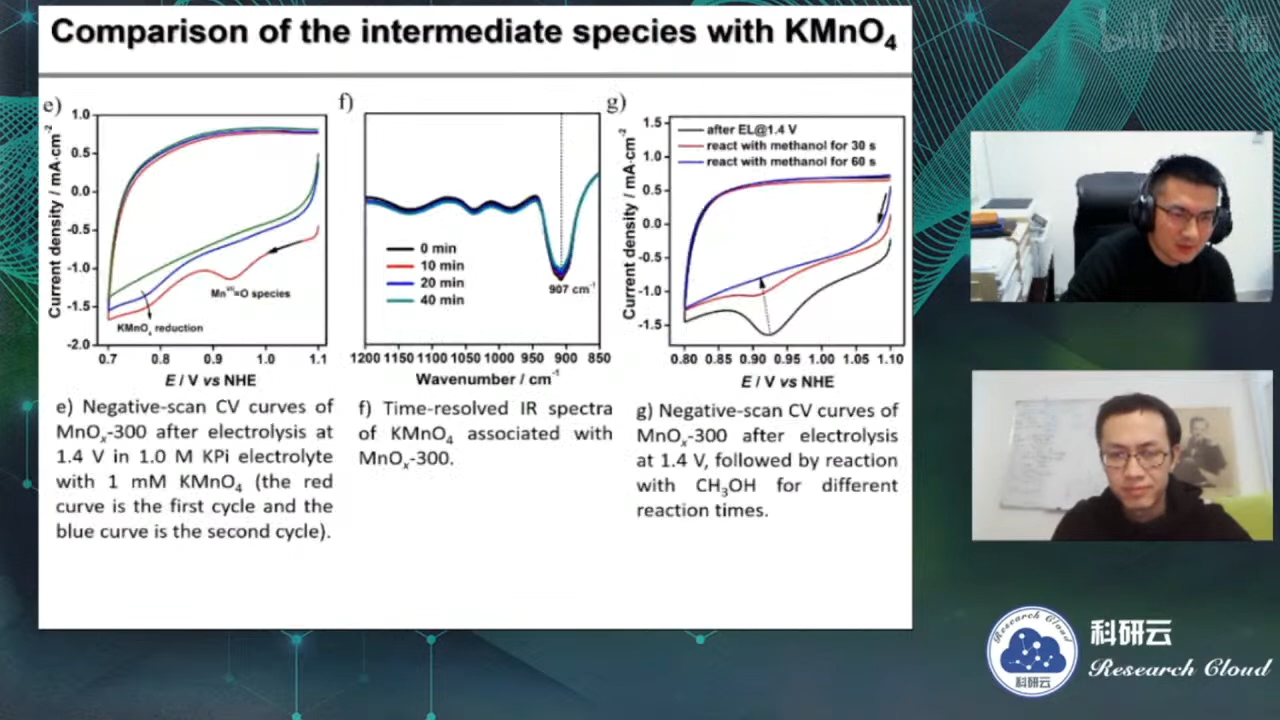 Comparison of the intermediate species with KMnO₄
bilibili 直播
e)
1.0
0.5
0.0
-0.5
-1.0
-1.5
-2.0
Current density / mA·cm⁻²
Mnⱽᴵᴵ=O species
KMnO₄ reduction
0.7 0.8 0.9 1.0 1.1
E / V vs NHE
f)
0 min
10 min
20 min
40 min
907 cm⁻¹
1200 1150 1100 1050 1000 950 900 850
Wavenumber / cm⁻¹
g)
1.5
1.0
0.5
0.0
-0.5
-1.0
-1.5
Current density / mA·cm⁻²
after EL@1.4 V
react with methanol for 30 s
react with methanol for 60 s
0.80 0.85 0.90 0.95 1.00 1.05 1.10
E / V vs NHE
e) Negative-scan CV curves of
MnOₓ-300 after electrolysis at
1.4 V in 1.0 M KPi electrolyte
with 1 mM KMnO₄ (the red
curve is the first cycle and the
blue curve is the second cycle).
f) Time-resolved IR spectra
of KMnO₄ associated with
MnOₓ-300.
g) Negative-scan CV curves of
MnOₓ-300 after electrolysis
at 1.4 V, followed by reaction
with CH₃OH for different
reaction times.
Research Cloud
科研云
科研云
Research Cloud